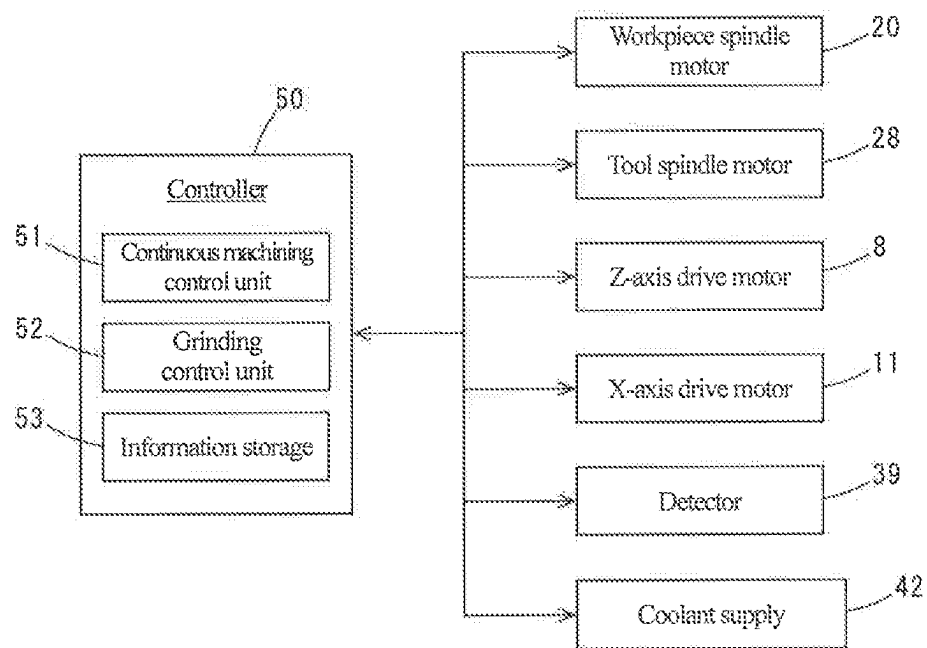 50
Controller
51
Continuous machining
control unit
52
Grinding
control unit
53
Information storage
Workpiece spindle
motor
20
Tool spindle motor
28
Z-axis drive motor
8
X-axis drive motor
11
Detector
39
Coolant supply
42